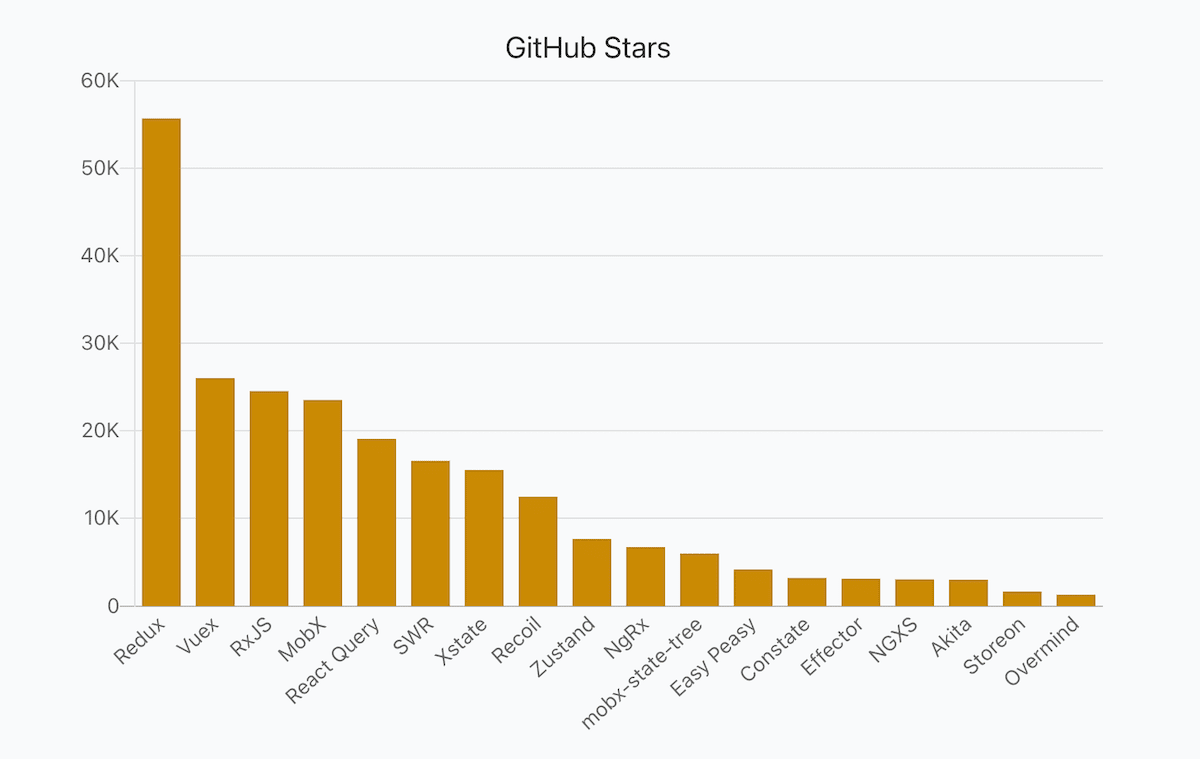 GitHub Stars
60K
50K
40K
30K
20K
10K
0
Redux
Vuex
RxJS
MobX
React Query
SWR
Xstate
Recoil
Zustand
NgRx
mobx-state-tree
Easy Peasy
Constate
Effector
NGXS
Akita
Storeon
Overmind